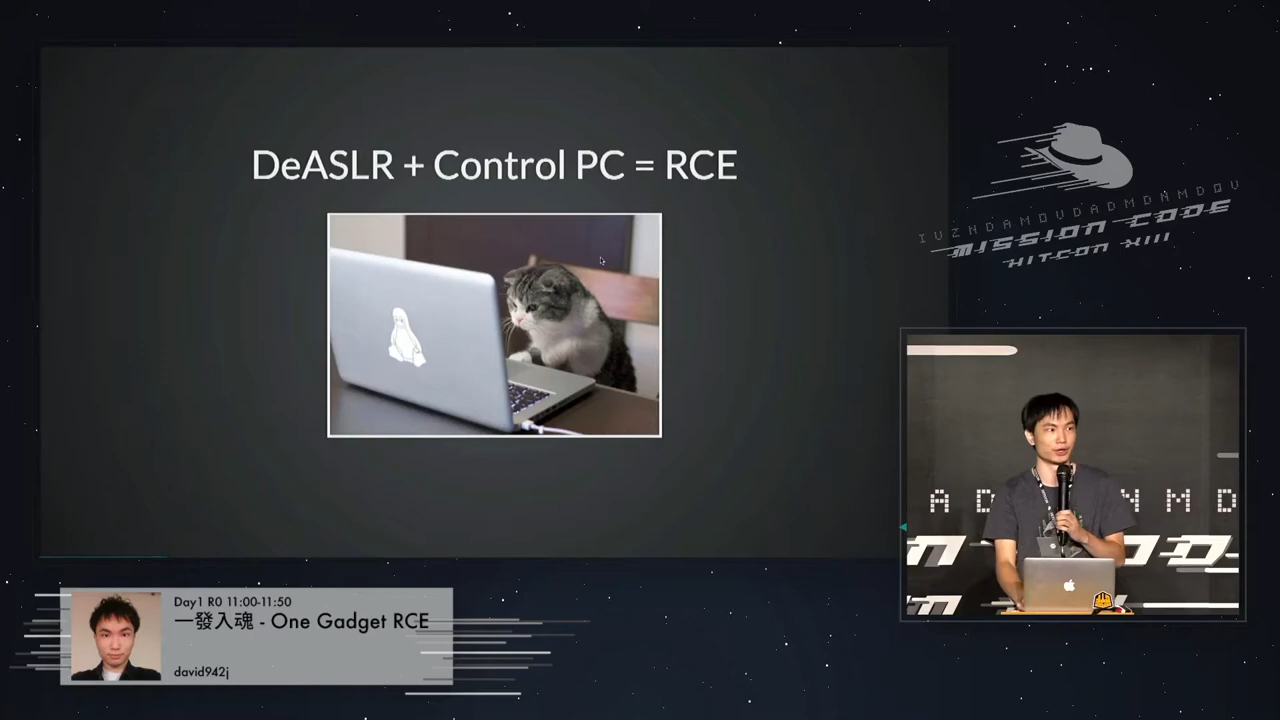 DeASLR + Control PC = RCE
IVZNDAMOVDADMDNMDQV
MISSION CODE
HITCON XIII
Day1 R0 11:00-11:50
一發入魂 - One Gadget RCE
david942j